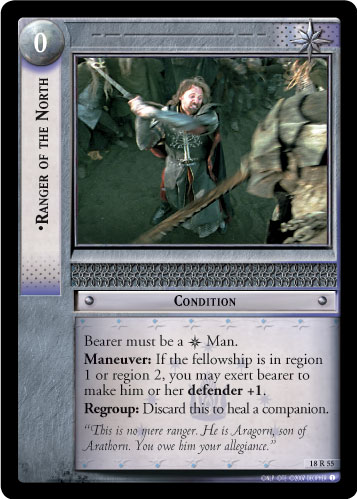 0
•Ranger of the North
Condition
Bearer must be a Man.
Maneuver: If the fellowship is in region
1 or region 2, you may exert bearer to
make him or her defender +1.
Regroup: Discard this to heal a companion.
"This is no mere ranger. He is Aragorn, son of
Arathorn. You owe him your allegiance."
18 R 55